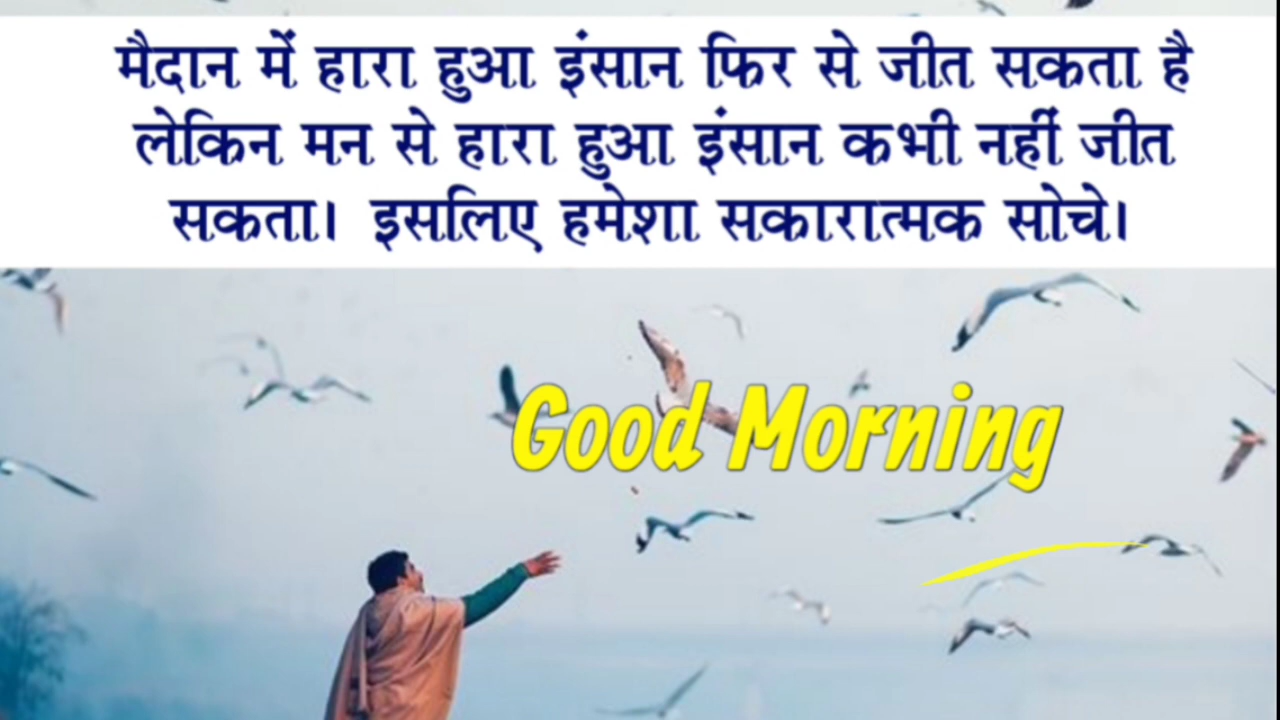 मैदान में हारा हुआ इंसान फिर से जीत सकता है
लेकिन मन से हारा हुआ इंसान कभी नहीं जीत
सकता। इसलिए हमेशा सकारात्मक सोचे।
Good Morning